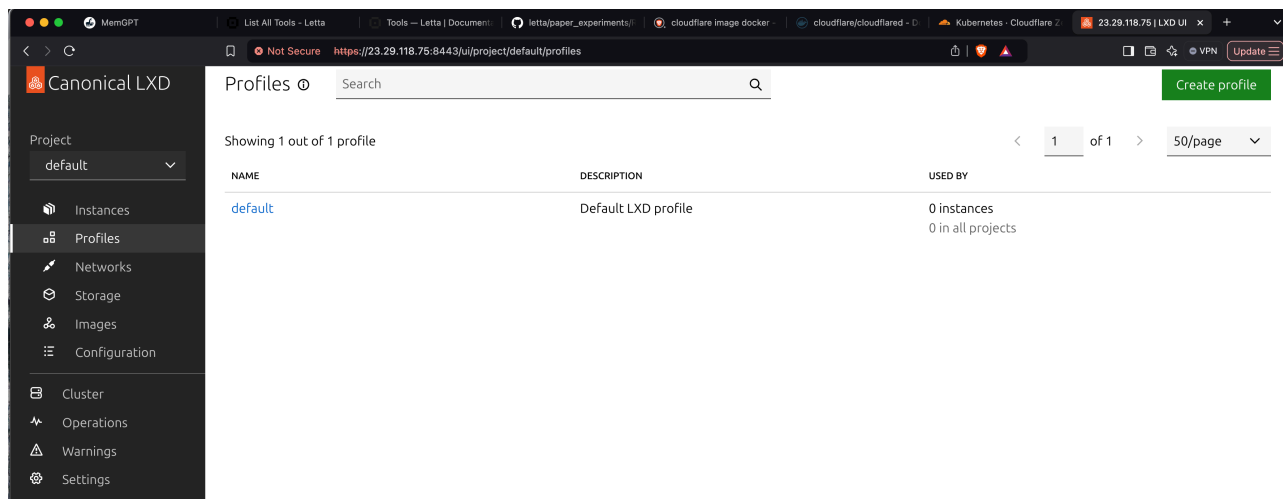 MemGPT
List All Tools - Letta
Tools — Letta | Documenta
letta/paper_experiments/
cloudflare image docker -
cloudflare/cloudflared - D
Kubernetes · Cloudflare Z
23.29.118.75 | LXD UI
Not Secure https://23.29.118.75:8443/ui/project/default/profiles
VPN
Update
Canonical LXD
Profiles
Search
Create profile
Project
default
Showing 1 out of 1 profile
1 of 1
50/page
NAME DESCRIPTION USED BY
default Default LXD profile 0 instances
0 in all projects
Instances
Profiles
Networks
Storage
Images
Configuration
Cluster
Operations
Warnings
Settings